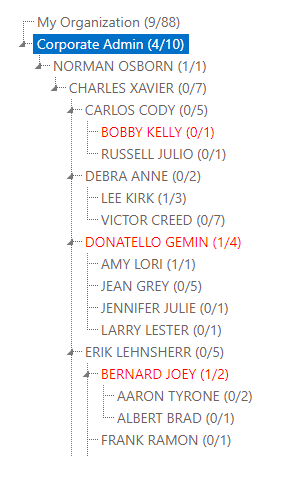 My Organization (9/88)
Corporate Admin (4/10)
NORMAN OSBORN (1/1)
CHARLES XAVIER (0/7)
CARLOS CODY (0/5)
BOBBY KELLY (0/1)
RUSSELL JULIO (0/1)
DEBRA ANNE (0/2)
LEE KIRK (1/3)
VICTOR CREED (0/7)
DONATELLO GEMIN (1/4)
AMY LORI (1/1)
JEAN GREY (0/5)
JENNIFER JULIE (0/1)
LARRY LESTER (0/1)
ERIK LEHNSHERR (0/5)
BERNARD JOEY (1/2)
AARON TYRONE (0/2)
ALBERT BRAD (0/1)
FRANK RAMON (0/1)